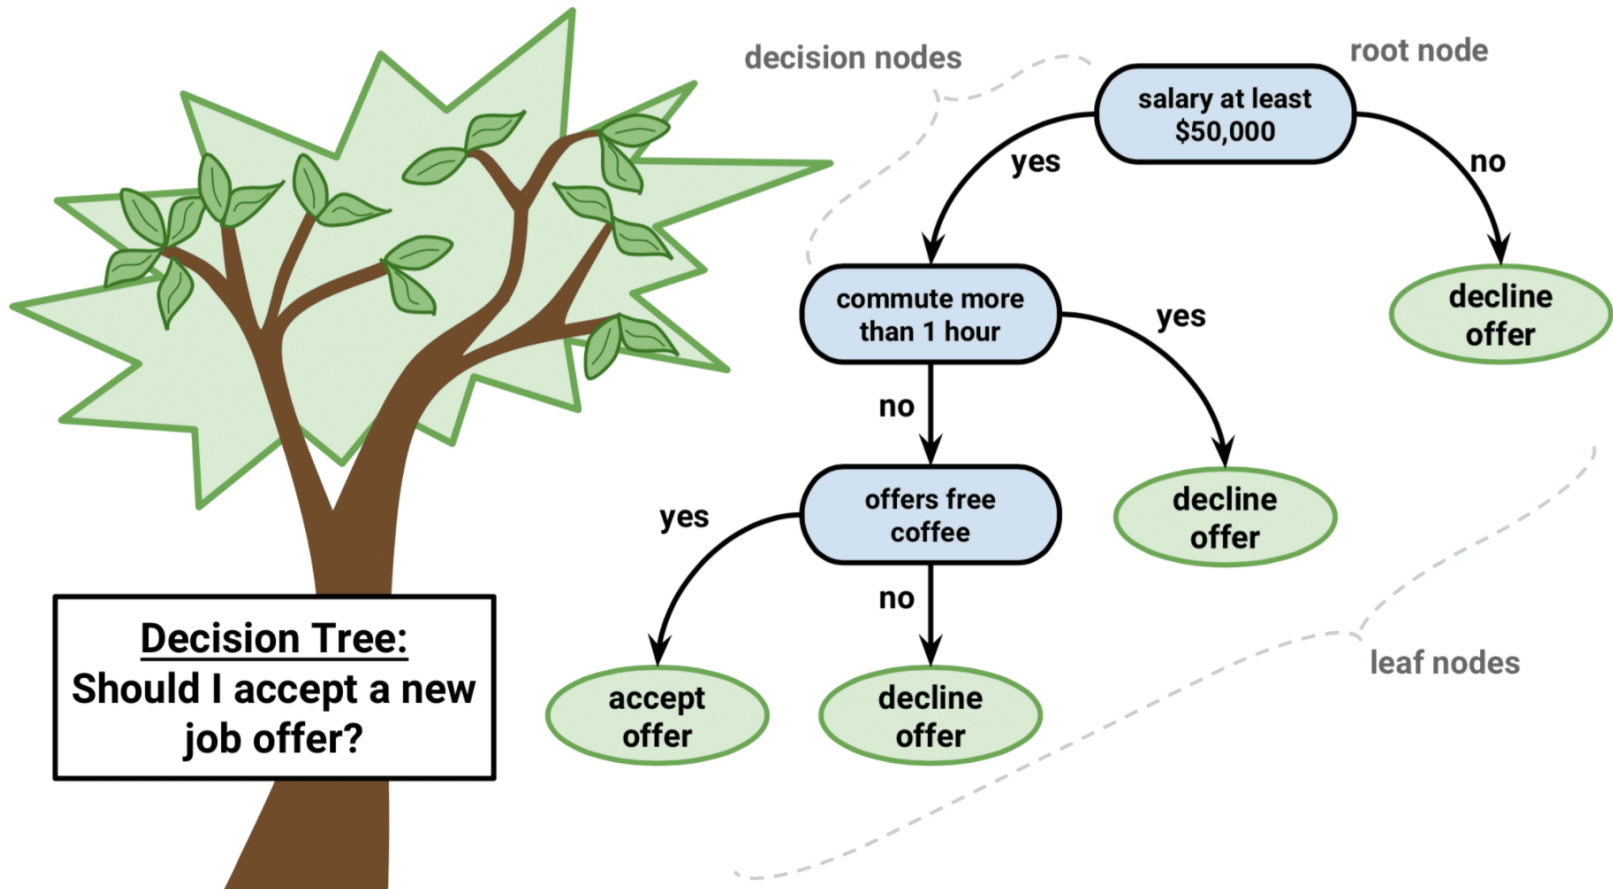 decision nodes
root node
salary at least
$50,000
yes
no
commute more
than 1 hour
yes
decline
offer
no
offers free
coffee
decline
offer
yes
no
Decision Tree:
Should I accept a new
job offer?
accept
offer
decline
offer
leaf nodes